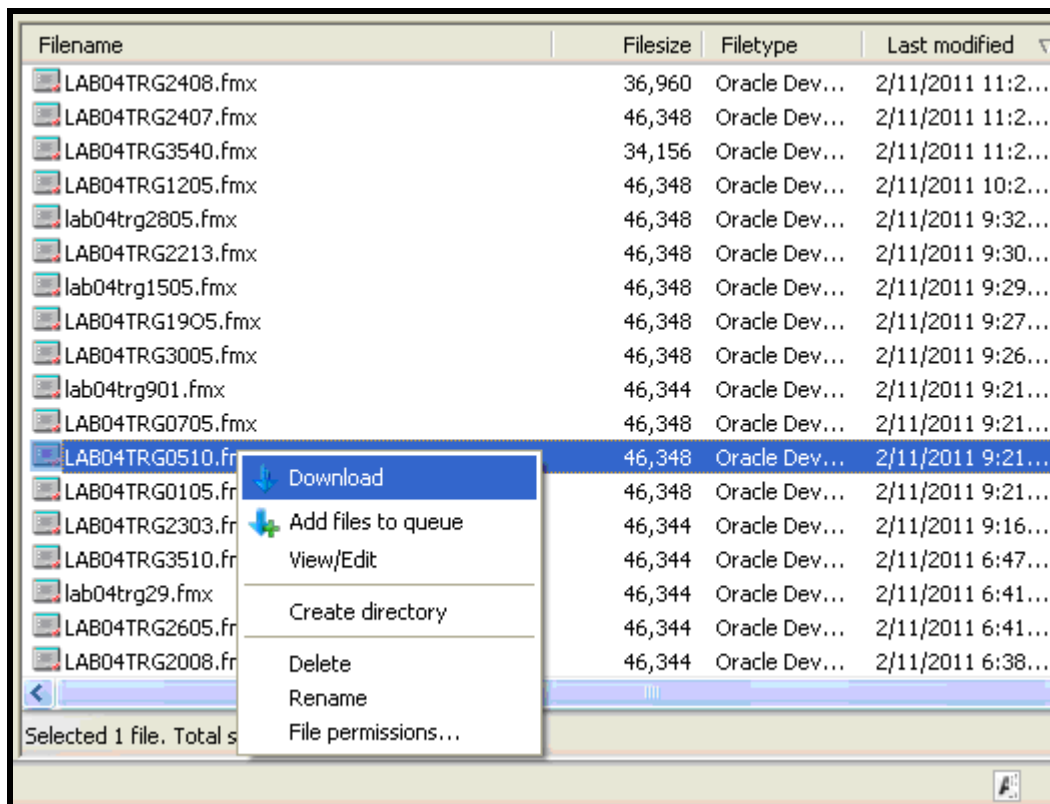 Filename Filesize Filetype Last modified
LAB04TRG2408.fmx 36,960 Oracle Dev... 2/11/2011 11:2...
LAB04TRG2407.fmx 46,348 Oracle Dev... 2/11/2011 11:2...
LAB04TRG3540.fmx 34,156 Oracle Dev... 2/11/2011 11:2...
LAB04TRG1205.fmx 46,348 Oracle Dev... 2/11/2011 10:2...
lab04trg2805.fmx 46,348 Oracle Dev... 2/11/2011 9:32...
LAB04TRG2213.fmx 46,348 Oracle Dev... 2/11/2011 9:30...
lab04trg1505.fmx 46,348 Oracle Dev... 2/11/2011 9:29...
LAB04TRG19O5.fmx 46,348 Oracle Dev... 2/11/2011 9:27...
LAB04TRG3005.fmx 46,348 Oracle Dev... 2/11/2011 9:26...
lab04trg901.fmx 46,344 Oracle Dev... 2/11/2011 9:21...
LAB04TRG0705.fmx 46,348 Oracle Dev... 2/11/2011 9:21...
LAB04TRG0510.fm 46,348 Oracle Dev... 2/11/2011 9:21...
LAB04TRG0105.fm 46,348 Oracle Dev... 2/11/2011 9:21...
LAB04TRG2303.fm 46,344 Oracle Dev... 2/11/2011 9:16...
LAB04TRG3510.fm 46,344 Oracle Dev... 2/11/2011 6:47...
lab04trg29.fmx 46,344 Oracle Dev... 2/11/2011 6:41...
LAB04TRG2605.fm 46,344 Oracle Dev... 2/11/2011 6:41...
LAB04TRG2008.fm 46,344 Oracle Dev... 2/11/2011 6:38...
Download
Add files to queue
View/Edit
Create directory
Delete
Rename
File permissions...
Selected 1 file. Total s